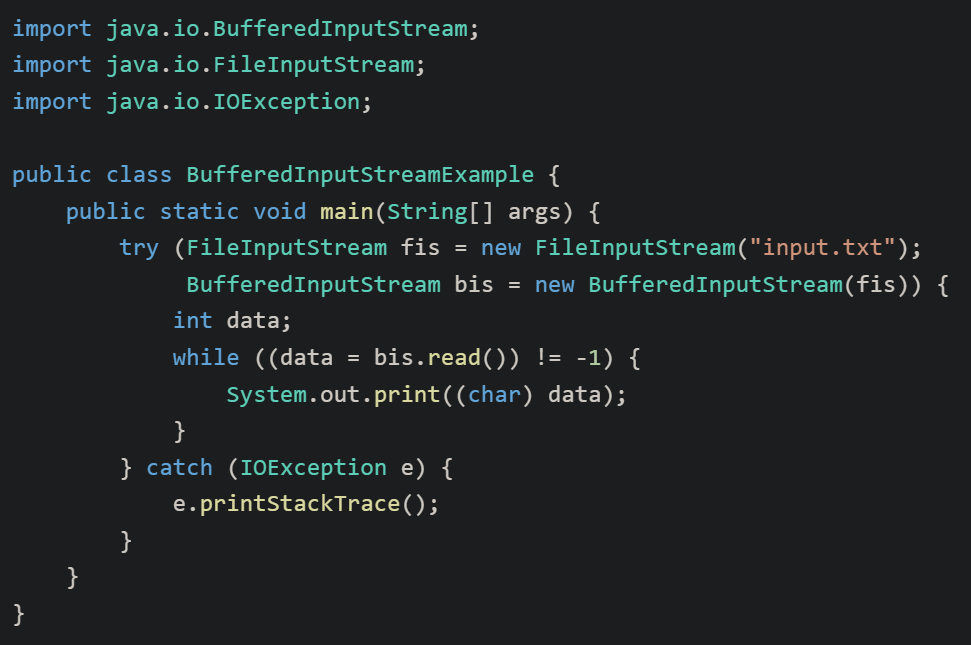 import java.io.BufferedInputStream;
import java.io.FileInputStream;
import java.io.IOException;

public class BufferedInputStreamExample {
    public static void main(String[] args) {
        try (FileInputStream fis = new FileInputStream("input.txt");
             BufferedInputStream bis = new BufferedInputStream(fis)) {
            int data;
            while ((data = bis.read()) != -1) {
                System.out.print((char) data);
            }
        } catch (IOException e) {
            e.printStackTrace();
        }
    }
}